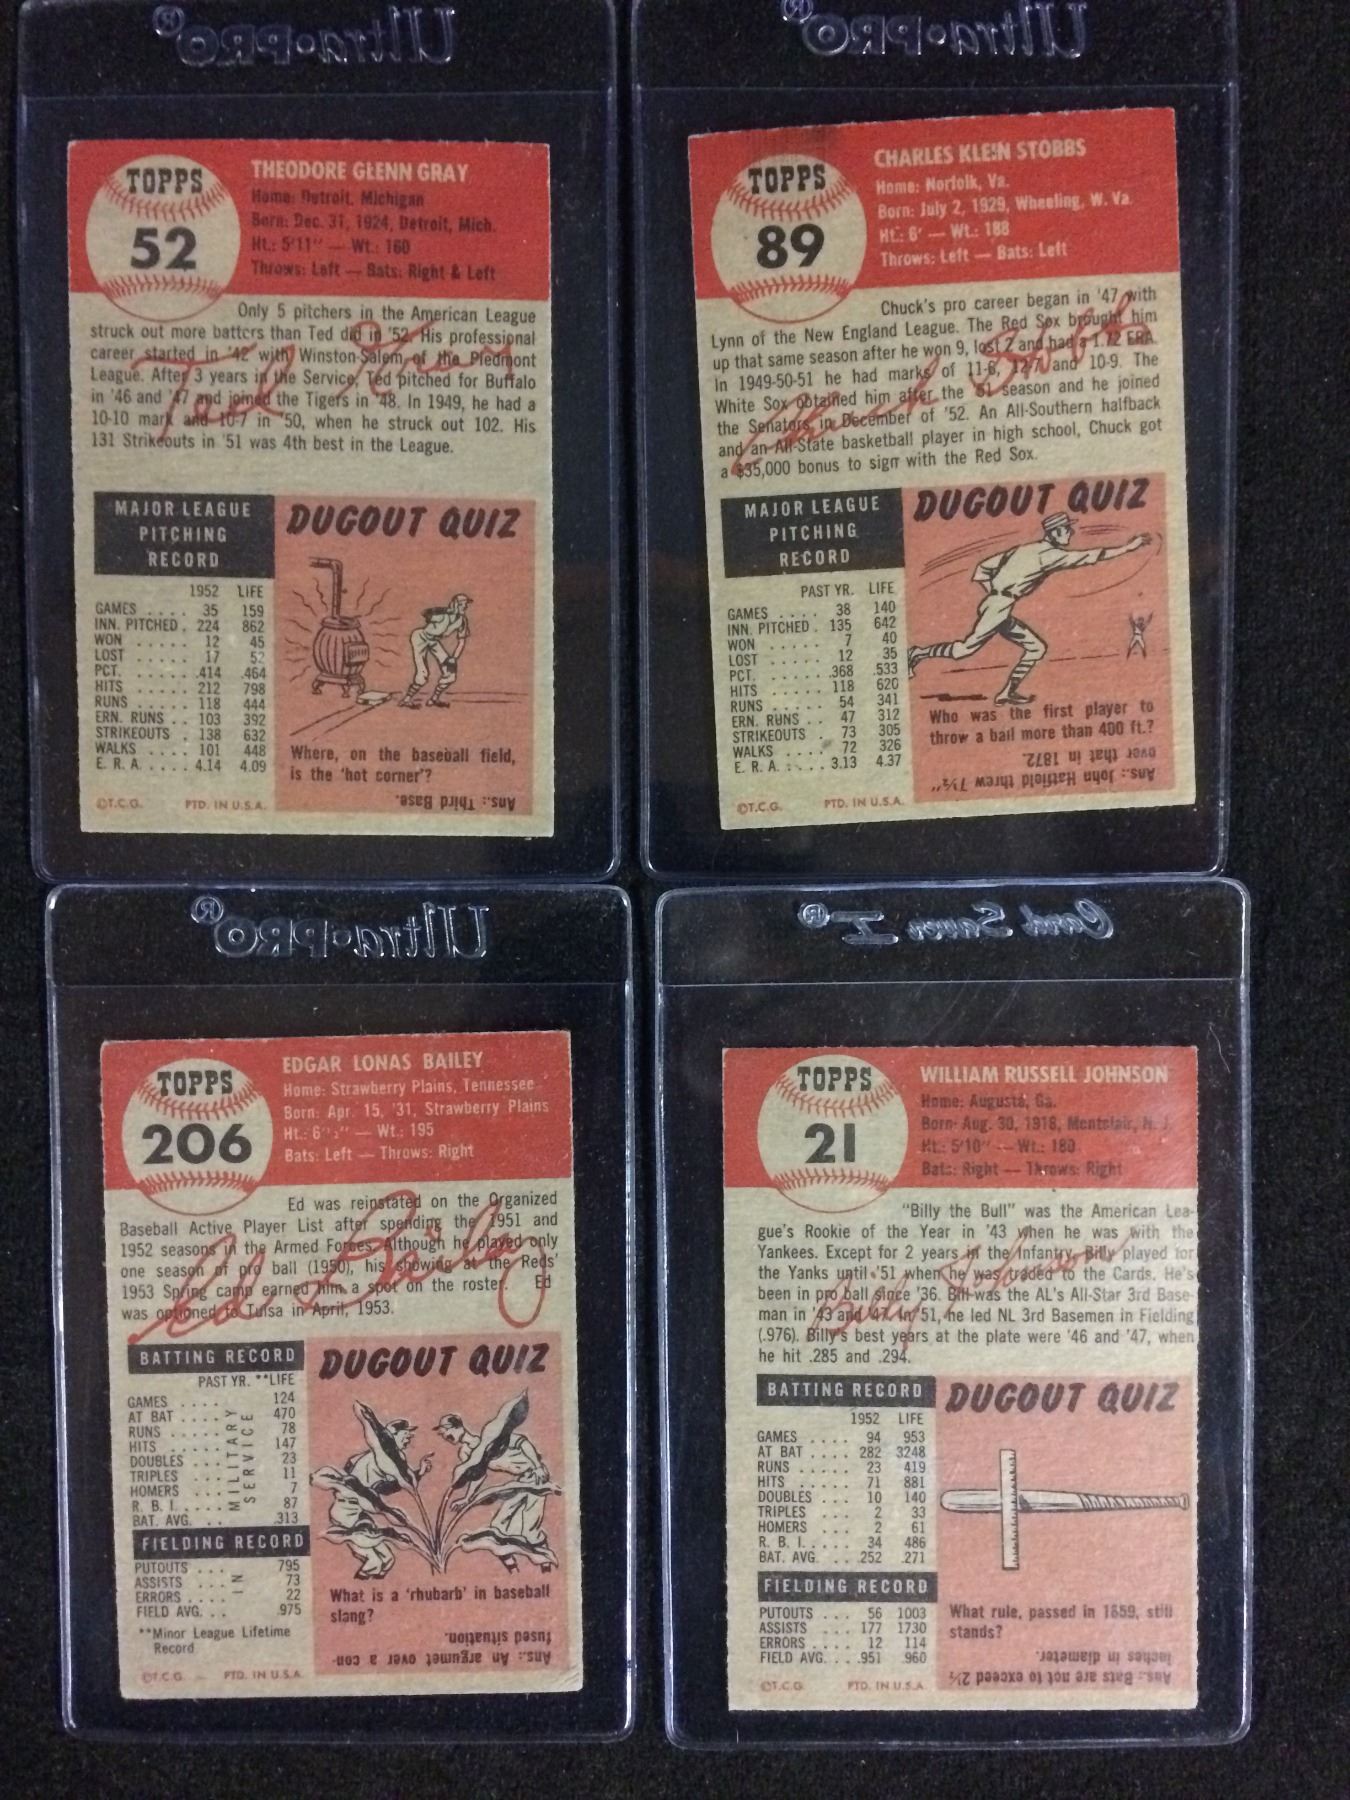 Ultra•PRO®
TOPPS
52
THEODORE GLENN GRAY
Home: Detroit, Michigan
Born: Dec. 31, 1924, Detroit, Mich.
Ht.: 5'11" — Wt.: 160
Throws: Left — Bats: Right & Left
Only 5 pitchers in the American League
struck out more batters than Ted did in '52. His professional
career started in '42 with Winston-Salem of the Piedmont
League. After 3 years in the Service, Ted pitched for Buffalo
in '46 and '47 and joined the Tigers in '48. In 1949, he had a
10-10 mark and 10-7 in '50, when he struck out 102. His
131 Strikeouts in '51 was 4th best in the League.
Ted Gray
MAJOR LEAGUE
PITCHING
RECORD
1952 LIFE
GAMES .... 35 159
INN. PITCHED . 224 862
WON ..... 12 45
LOST ..... 17 52
PCT. ..... .414 .464
HITS ..... 212 798
RUNS ..... 118 444
ERN. RUNS .. 103 392
STRIKEOUTS . 138 632
WALKS .... 101 448
E. R. A. .... 4.14 4.09
©T.C.G. PTD. IN U.S.A.
DUGOUT QUIZ
Where, on the baseball field,
is the 'hot corner'?
Ans.: Third Base.
Ultra•PRO®
TOPPS
89
CHARLES KLEIN STOBBS
Home: Norfolk, Va.
Born: July 2, 1929, Wheeling, W. Va.
Ht.: 6' — Wt.: 188
Throws: Left — Bats: Left
Chuck's pro career began in '47 with
Lynn of the New England League. The Red Sox brought him
up that same season after he won 9, lost 2 and had a 1.72 ERA.
In 1949-50-51 he had marks of 11-6, 12-7 and 10-9. The
White Sox obtained him after the '51 season and he joined
the Senators in December of '52. An All-Southern halfback
and an All-State basketball player in high school, Chuck got
a $35,000 bonus to sign with the Red Sox.
Chuck Stobbs
MAJOR LEAGUE
PITCHING
RECORD
PAST YR. LIFE
GAMES .... 38 140
INN. PITCHED . 135 642
WON ..... 7 40
LOST ..... 12 35
PCT. ..... .368 .533
HITS ..... 118 620
RUNS ..... 54 341
ERN. RUNS .. 47 312
STRIKEOUTS . 73 305
WALKS .... 72 326
E. R. A. .... 3.13 4.37
©T.C.G. PTD. IN U.S.A.
DUGOUT QUIZ
Who was the first player to
throw a ball more than 400 ft.?
Ans.: John Hatfield threw 7½"
over that in 1872.
Ultra•PRO®
TOPPS
206
EDGAR LONAS BAILEY
Home: Strawberry Plains, Tennessee
Born: Apr. 15, '31, Strawberry Plains
Ht.: 6'½" — Wt.: 195
Bats: Left — Throws: Right
Ed was reinstated on the Organized
Baseball Active Player List after spending the 1951 and
1952 seasons in the Armed Forces. Although he played only
one season of pro ball (1950), his showing at the Reds'
1953 Spring camp earned him a spot on the roster. Ed
was optioned to Tulsa in April, 1953.
Ed Bailey
BATTING RECORD
PAST YR. **LIFE
GAMES .... 124
AT BAT .... 470
RUNS .... 78
HITS .... 147
DOUBLES ... 23
TRIPLES ... 11
HOMERS ... 7
R. B. I. .... 87
BAT. AVG. .. .313
IN MILITARY SERVICE
FIELDING RECORD
PUTOUTS ... 795
ASSISTS ... 73
ERRORS .... 22
FIELD AVG. .. .975
**Minor League Lifetime
Record
©T.C.G. PTD. IN U.S.A.
DUGOUT QUIZ
What is a 'rhubarb' in baseball
slang?
Ans.: An argumet over a con-
fused situation.
Card Saver I®
TOPPS
21
WILLIAM RUSSELL JOHNSON
Home: Augusta, Ga.
Born: Aug. 30, 1918, Montclair, N. J.
Ht.: 5'10" — Wt.: 180
Bats: Right — Throws: Right
"Billy the Bull" was the American Lea-
gue's Rookie of the Year in '43 when he was with the
Yankees. Except for 2 years in the Infantry, Billy played for
the Yanks until '51 when he was traded to the Cards. He's
been in pro ball since '36. Bill was the AL's All-Star 3rd Base-
man in '43 and '47. In '51, he led NL 3rd Basemen in Fielding
(.976). Billy's best years at the plate were '46 and '47, when
he hit .285 and .294.
Billy Johnson
BATTING RECORD
1952 LIFE
GAMES .... 94 953
AT BAT .... 282 3248
RUNS .... 23 419
HITS .... 71 881
DOUBLES ... 10 140
TRIPLES ... 2 33
HOMERS ... 2 61
R. B. I. .... 34 486
BAT. AVG. .252 .271
FIELDING RECORD
PUTOUTS ... 56 1003
ASSISTS ... 177 1730
ERRORS .... 12 114
FIELD AVG. .. .951 .960
©T.C.G. PTD. IN U.S.A.
DUGOUT QUIZ
What rule, passed in 1859, still
stands?
Ans.: Bats are not to exceed 2½
inches in diameter.